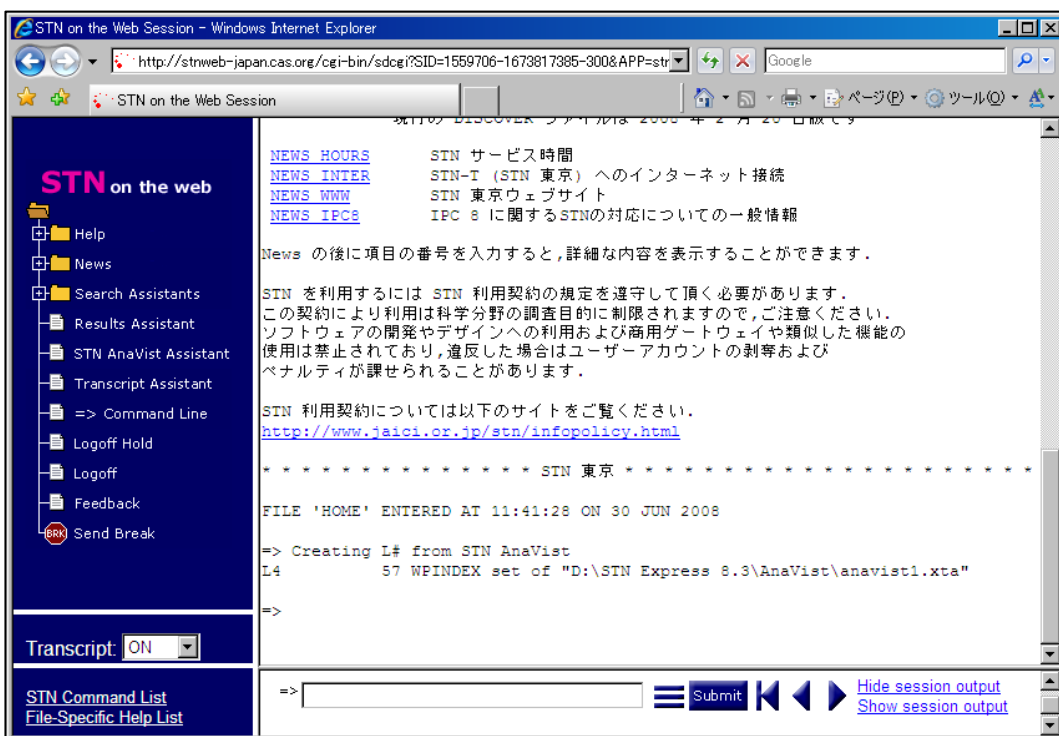 STN on the Web Session - Windows Internet Explorer
http://stnweb-japan.cas.org/cgi-bin/sdcgi?SID=1559706-1673817385-300&APP=str
Google
STN on the Web Session
ページ(P)
ツール(O)
STN on the web
Help
News
Search Assistants
Results Assistant
STN AnaVist Assistant
Transcript Assistant
=> Command Line
Logoff Hold
Logoff
Feedback
BRK Send Break
Transcript: ON
STN Command List
File-Specific Help List
現行の DISCOVER ファイルは 2008 年 2 月 20 日版です
NEWS HOURS STN サービス時間
NEWS INTER STN-T (STN 東京) へのインターネット接続
NEWS WWW STN 東京ウェブサイト
NEWS IPC8 IPC 8 に関するSTNの対応についての一般情報
News の後に項目の番号を入力すると,詳細な内容を表示することができます.
STN を利用するには STN 利用契約の規定を遵守して頂く必要があります.
この契約により利用は科学分野の調査目的に制限されますので,ご注意ください.
ソフトウェアの開発やデザインへの利用および商用ゲートウェイや類似した機能の
使用は禁止されており,違反した場合はユーザーアカウントの剥奪および
ペナルティが課せられることがあります.
STN 利用契約については以下のサイトをご覧ください.
http://www.jaici.or.jp/stn/infopolicy.html
* * * * * * * * * * * * * * STN 東京 * * * * * * * * * * * * * * * * * * * * *
FILE 'HOME' ENTERED AT 11:41:28 ON 30 JUN 2008
=> Creating L# from STN AnaVist
L4 57 WPINDEX set of "D:\STN Express 8.3\AnaVist\anavist1.xta"
=>
=>
Submit
Hide session output
Show session output